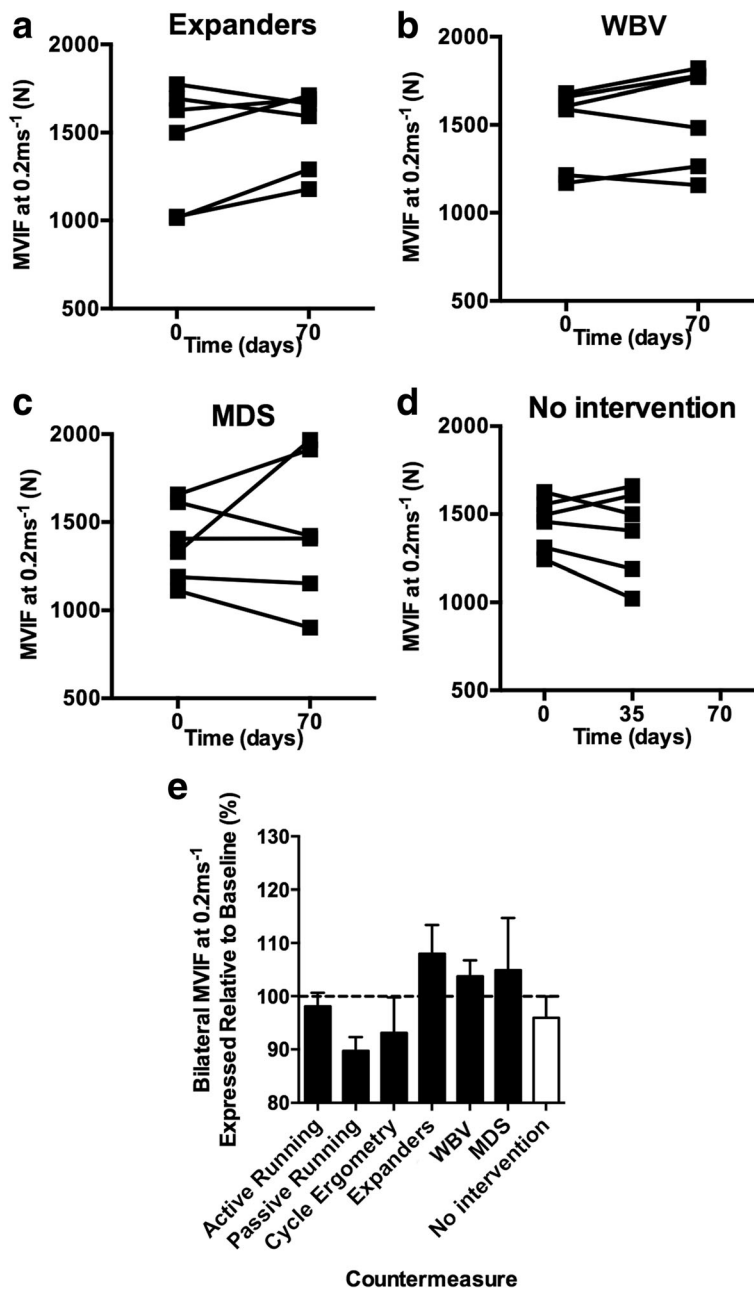 a
Expanders
MVIF at 0.2ms-1 (N)
2000
1500
1000
500
0
70
Time (days)
b
WBV
MVIF at 0.2ms-1 (N)
2000
1500
1000
500
0
70
Time (days)
c
MDS
MVIF at 0.2ms-1 (N)
2000
1500
1000
500
0
70
Time (days)
d
No intervention
MVIF at 0.2ms-1 (N)
2000
1500
1000
500
0
35
70
Time (days)
e
Bilateral MVIF at 0.2ms-1
Expressed Relative to Baseline (%)
130
120
110
100
90
80
Active Running
Passive Running
Cycle Ergometry
Expanders
WBV
MDS
No intervention
Countermeasure